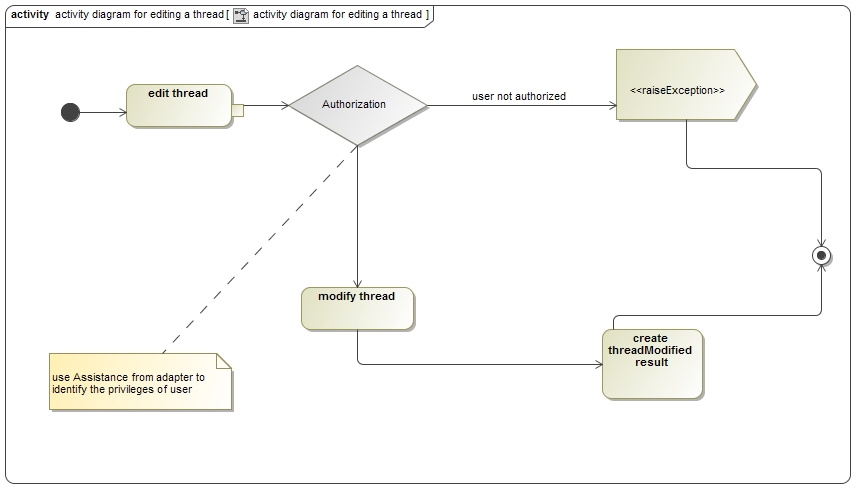 activity activity diagram for editing a thread [ activity diagram for editing a thread ]
edit thread
Authorization
user not authorized
<<raiseException>>
modify thread
create
threadModified
result
use Assistance from adapter to
identify the privileges of user